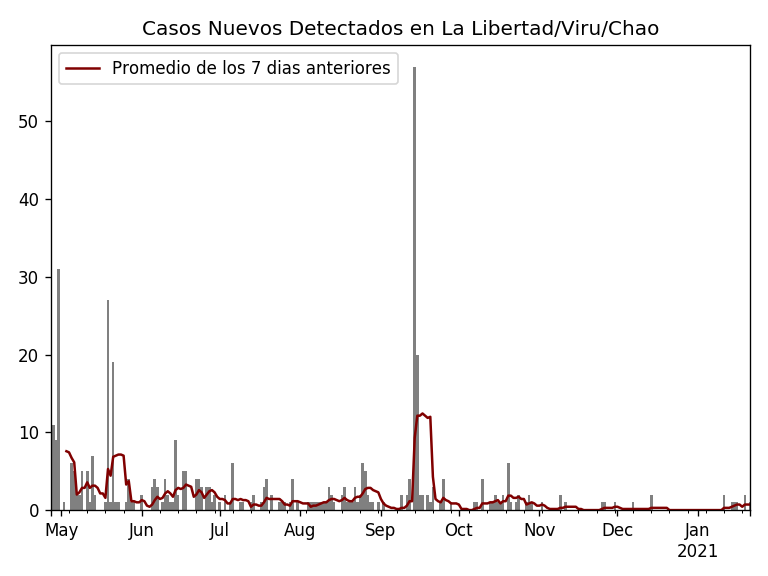 Casos Nuevos Detectados en La Libertad/Viru/Chao
Promedio de los 7 dias anteriores
50
40
30
20
10
0
May Jun Jul Aug Sep Oct Nov Dec Jan
2021